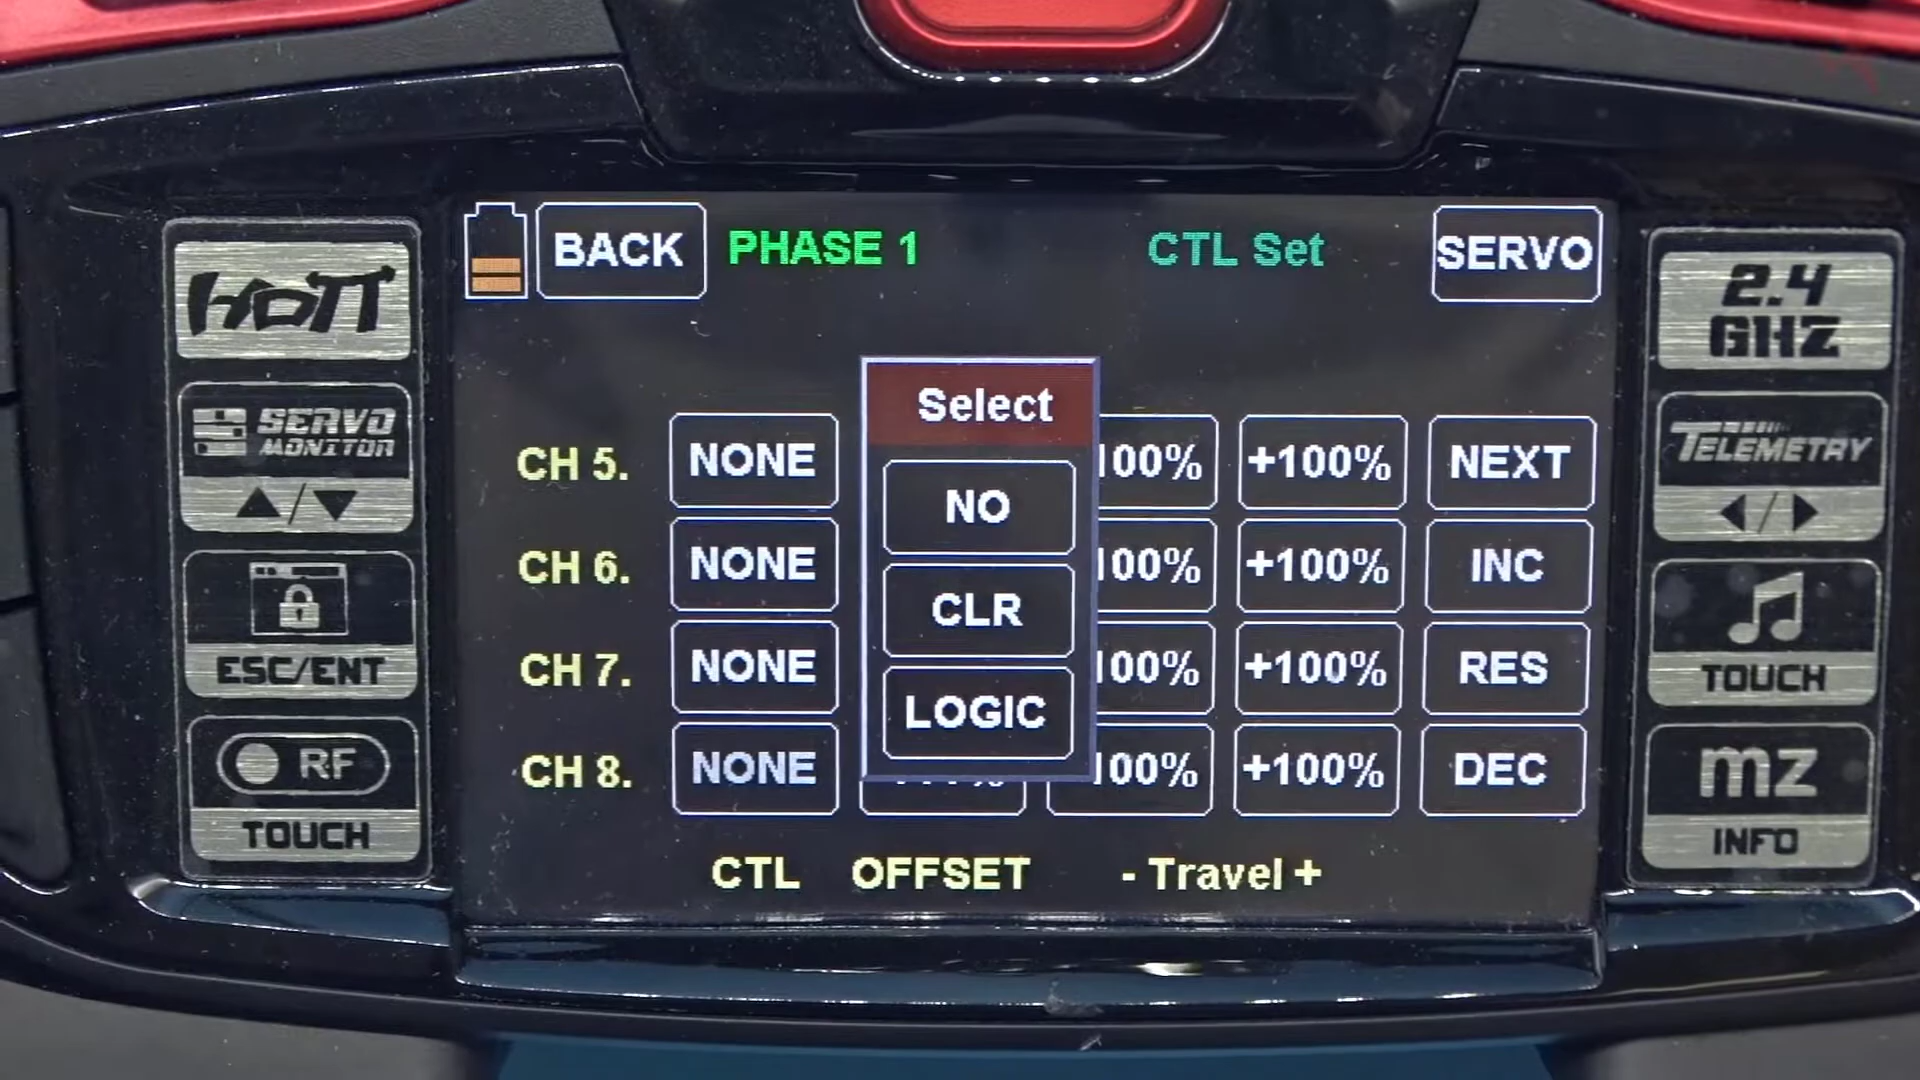 BACK PHASE 1 CTL Set SERVO
HoTT
2.4
GHZ
SERVO
MONITOR
▲/▼
TELEMETRY
◀/▶
Select
NO
CLR
LOGIC
CH 5. NONE 100% +100% NEXT
CH 6. NONE 100% +100% INC
CH 7. NONE 100% +100% RES
CH 8. NONE 100% +100% DEC
CTL OFFSET - Travel +
ESC/ENT
RF
TOUCH
TOUCH
mz
INFO